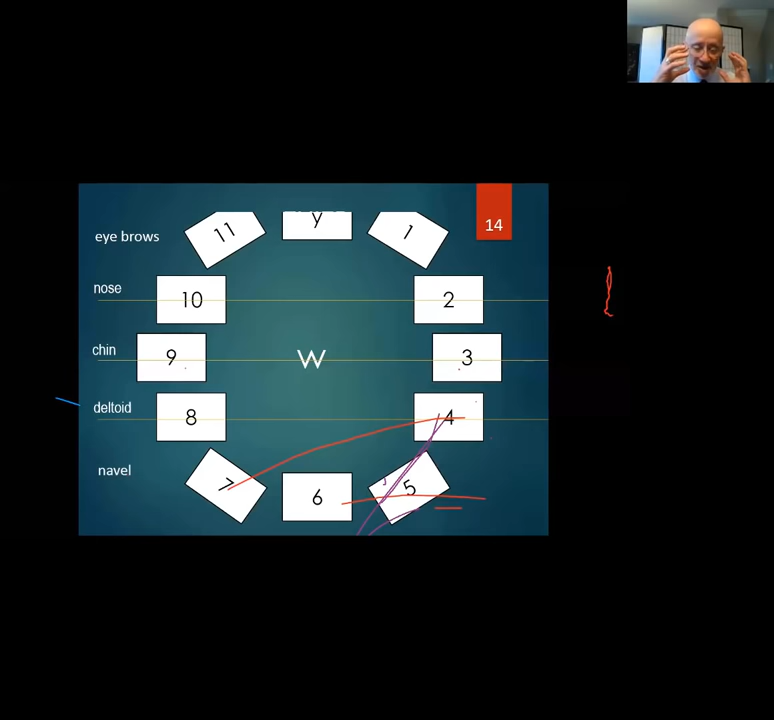 14
eye brows 11 y 1
nose 10 2
chin 9 W 3
deltoid 8 4
navel 7 6 5